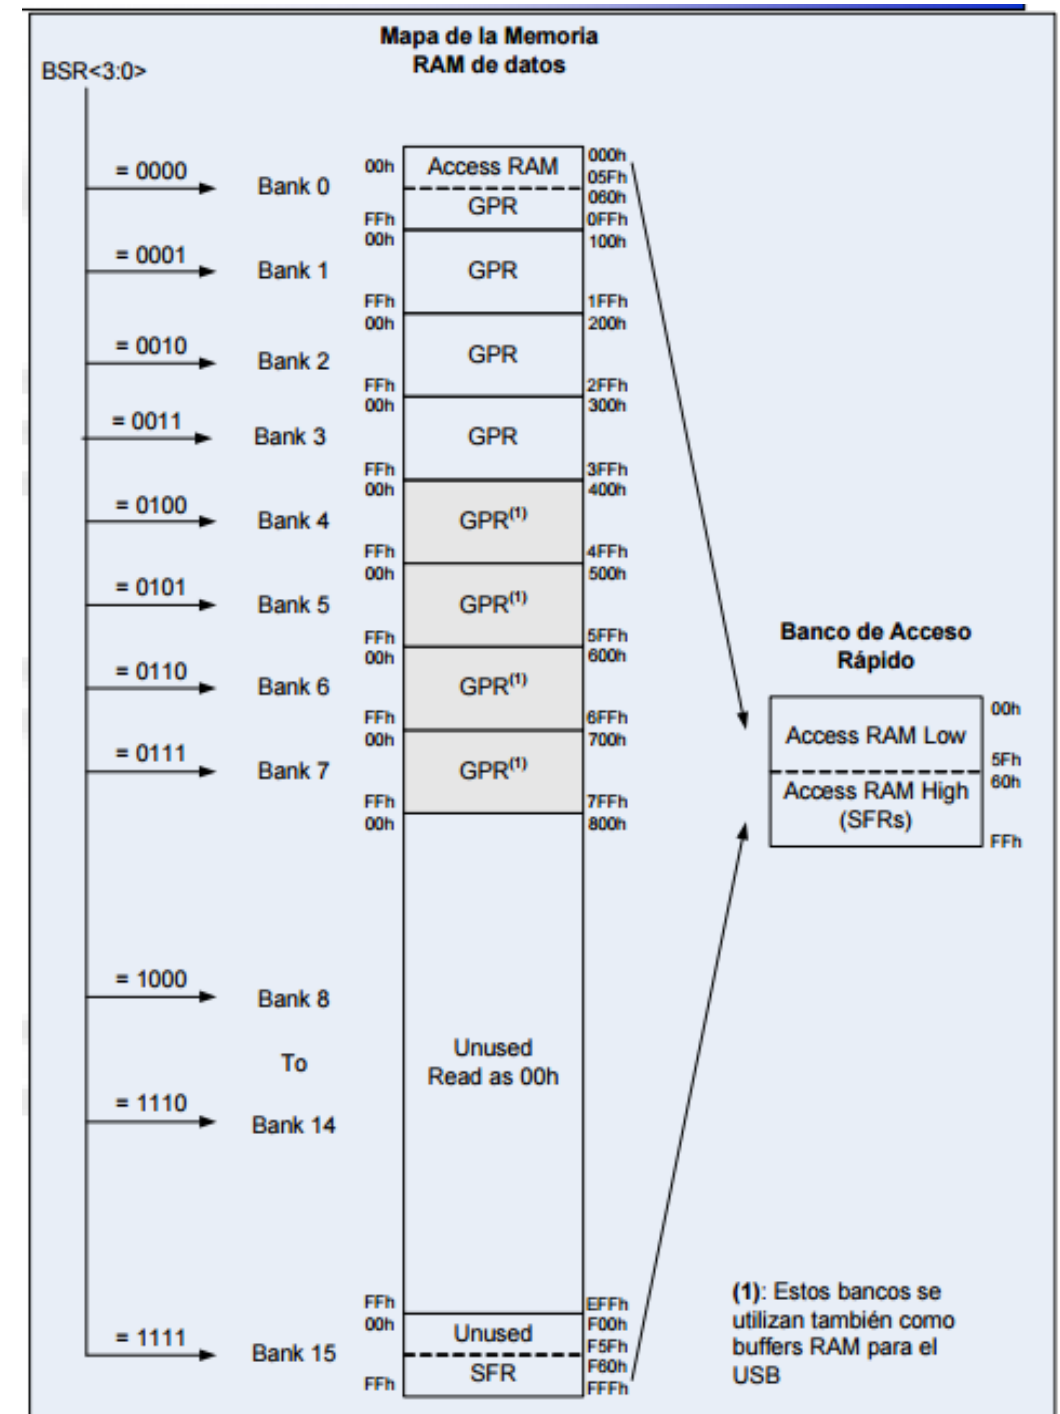 Mapa de la Memoria
RAM de datos
BSR<3:0>
= 0000
Bank 0
00h
Access RAM
000h
05Fh
GPR
060h
FFh
0FFh
= 0001
Bank 1
00h
100h
GPR
FFh
1FFh
= 0010
Bank 2
00h
200h
GPR
FFh
2FFh
= 0011
Bank 3
00h
300h
GPR
FFh
3FFh
= 0100
Bank 4
00h
400h
GPR(1)
FFh
4FFh
= 0101
Bank 5
00h
500h
GPR(1)
FFh
5FFh
= 0110
Bank 6
00h
600h
GPR(1)
FFh
6FFh
= 0111
Bank 7
00h
700h
GPR(1)
FFh
7FFh
00h
800h
= 1000
Bank 8
To
= 1110
Bank 14
Unused
Read as 00h
FFh
EFFh
= 1111
Bank 15
00h
F00h
Unused
F5Fh
SFR
F60h
FFh
FFFh
Banco de Acceso
Rápido
00h
Access RAM Low
5Fh
60h
Access RAM High
(SFRs)
FFh
(1): Estos bancos se
utilizan también como
buffers RAM para el
USB